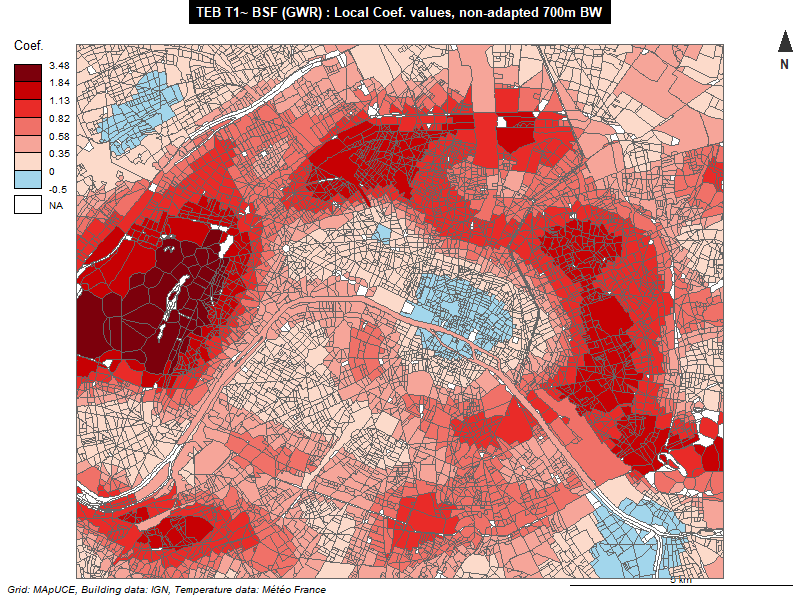 TEB T1~ BSF (GWR) : Local Coef. values, non-adapted 700m BW
Coef.
3.48
1.84
1.13
0.82
0.58
0.35
0
-0.5
NA
N
5 km
Grid: MApUCE, Building data: IGN, Temperature data: Météo France